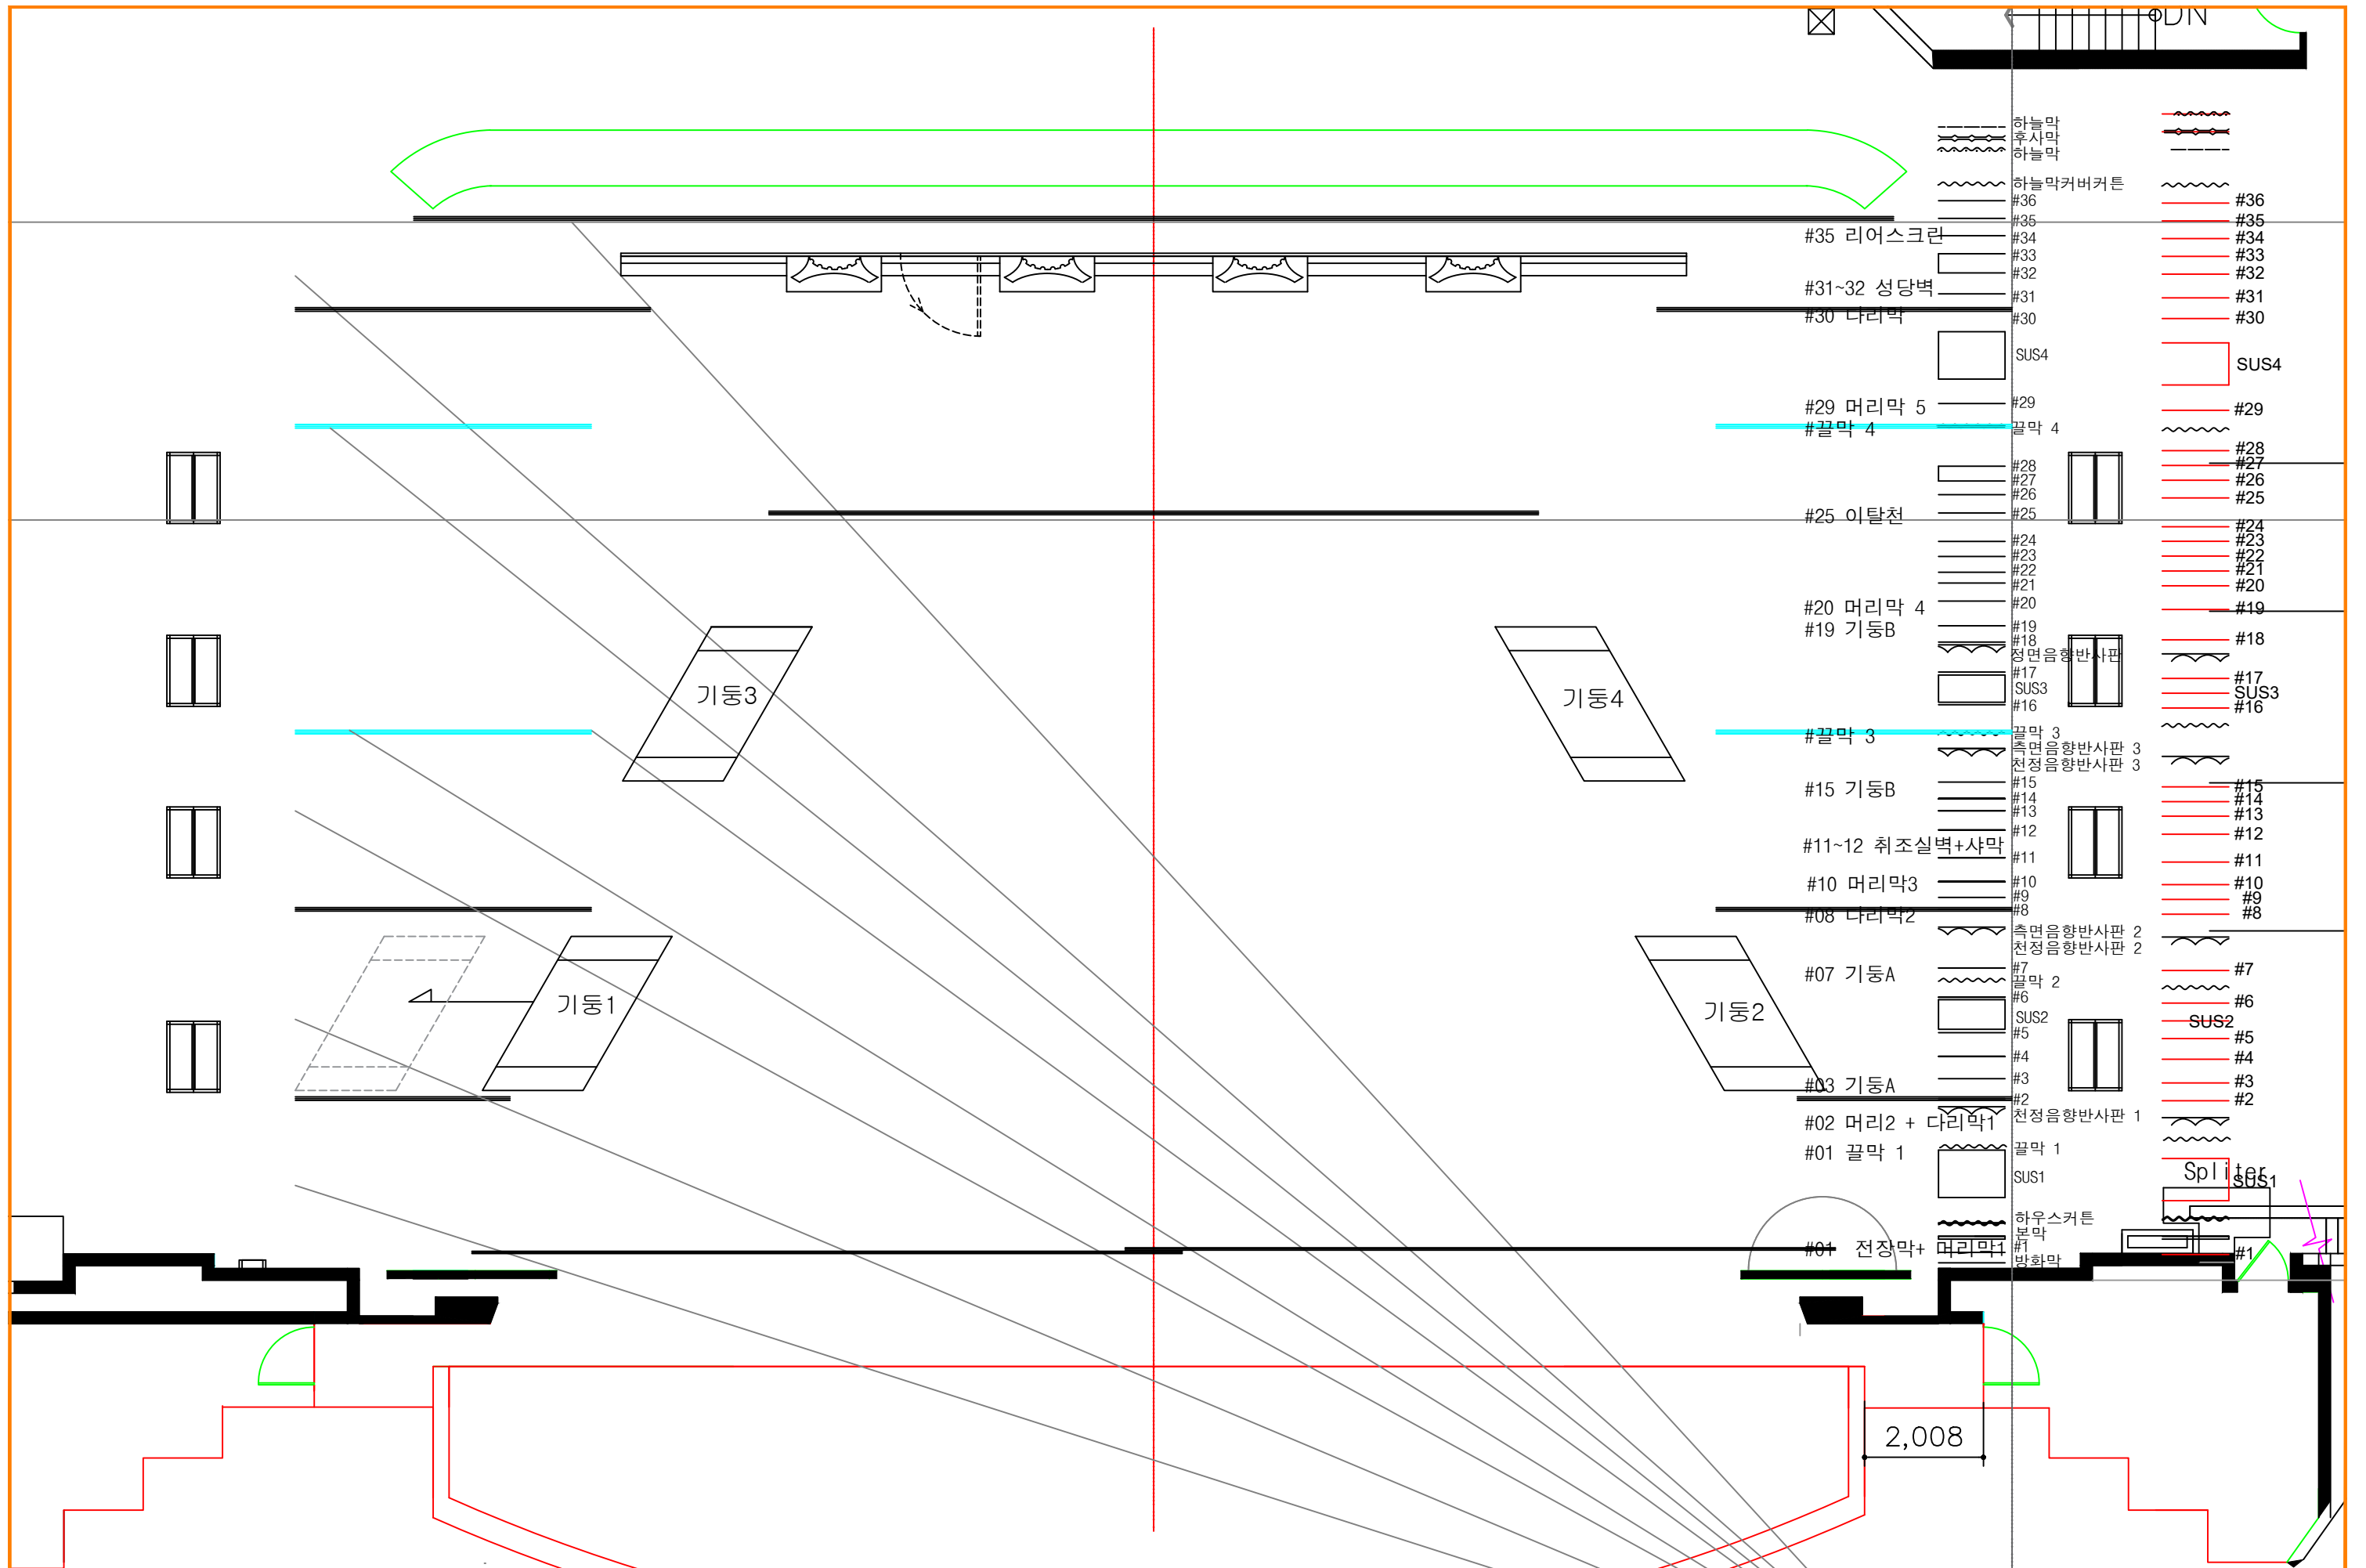 DN
하늘막
후사막
하늘막
하늘막커버커튼
#36
#35
#34
#33
#32
#31
#30
SUS4
#29
끌막 4
#28
#27
#26
#25
#24
#23
#22
#21
#20
#19
#18
정면음향반사판
#17
SUS3
#16
끌막 3
측면음향반사판 3
천정음향반사판 3
#15
#14
#13
#12
#11
#10
#9
#8
측면음향반사판 2
천정음향반사판 2
#7
끌막 2
#6
SUS2
#5
#4
#3
#2
천정음향반사판 1
끌막 1
SUS1
하우스커튼
본막
#1
방화막
#35 리어스크린
#31~32 성당벽
#30 다리막
#29 머리막 5
#끌막 4
#25 이탈천
#20 머리막 4
#19 기둥B
#끌막 3
#15 기둥B
#11~12 취조실벽+샤막
#10 머리막3
#08 다리막2
#07 기둥A
#03 기둥A
#02 머리2 + 다리막1
#01 끌막 1
#01 전장막+ 머리막1
기둥3
기둥4
기둥1
기둥2
#36
#35
#34
#33
#32
#31
#30
SUS4
#29
#28
#27
#26
#25
#24
#23
#22
#21
#20
#19
#18
#17
SUS3
#16
#15
#14
#13
#12
#11
#10
#9
#8
#7
#6
SUS2
#5
#4
#3
#2
Spliter
SUS1
#1
2,008